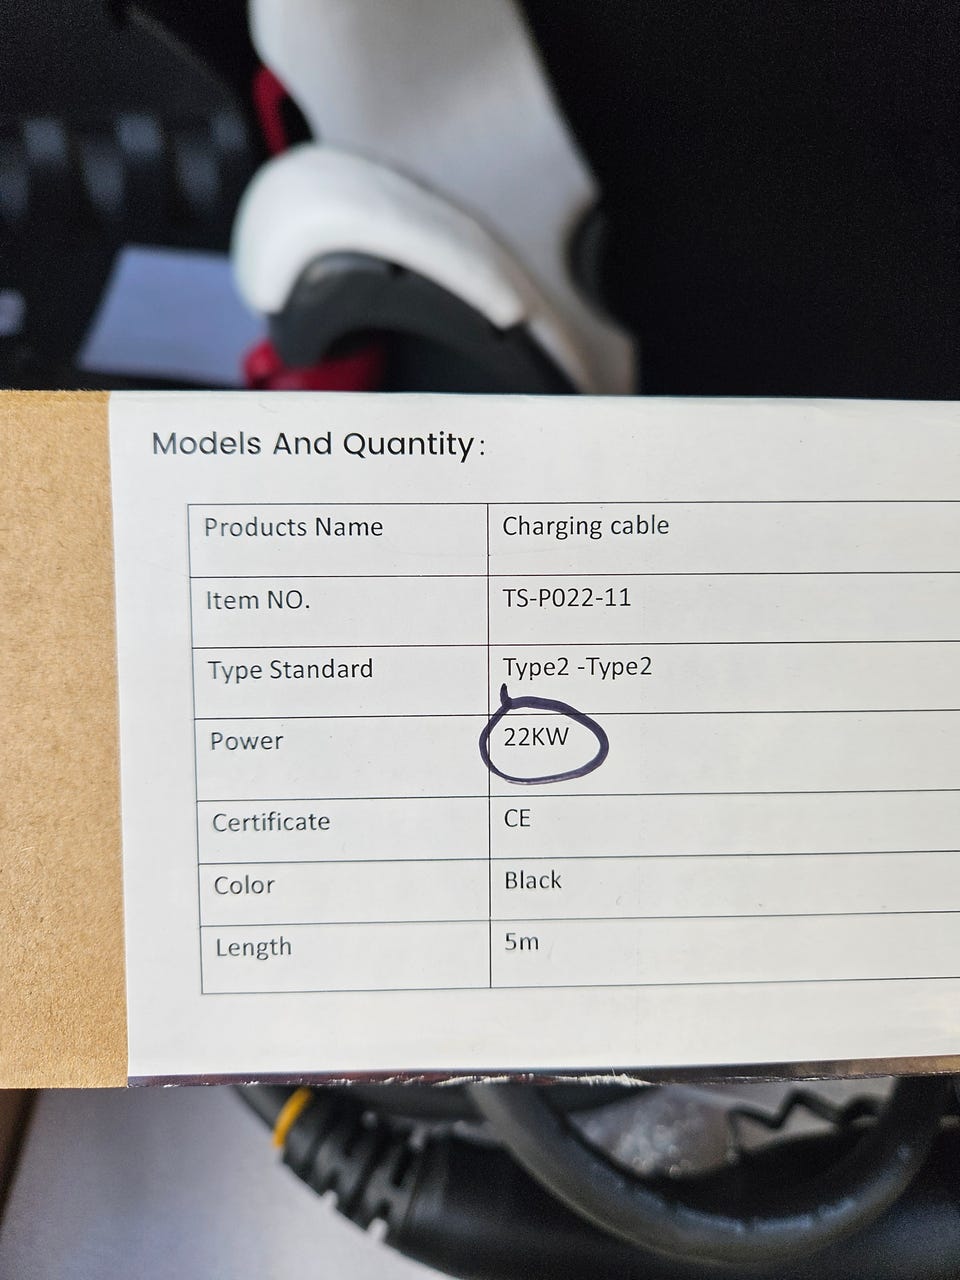 Models And Quantity:
Products Name Charging cable
Item NO. TS-P022-11
Type Standard Type2 -Type2
Power 22KW
Certificate CE
Color Black
Length 5m